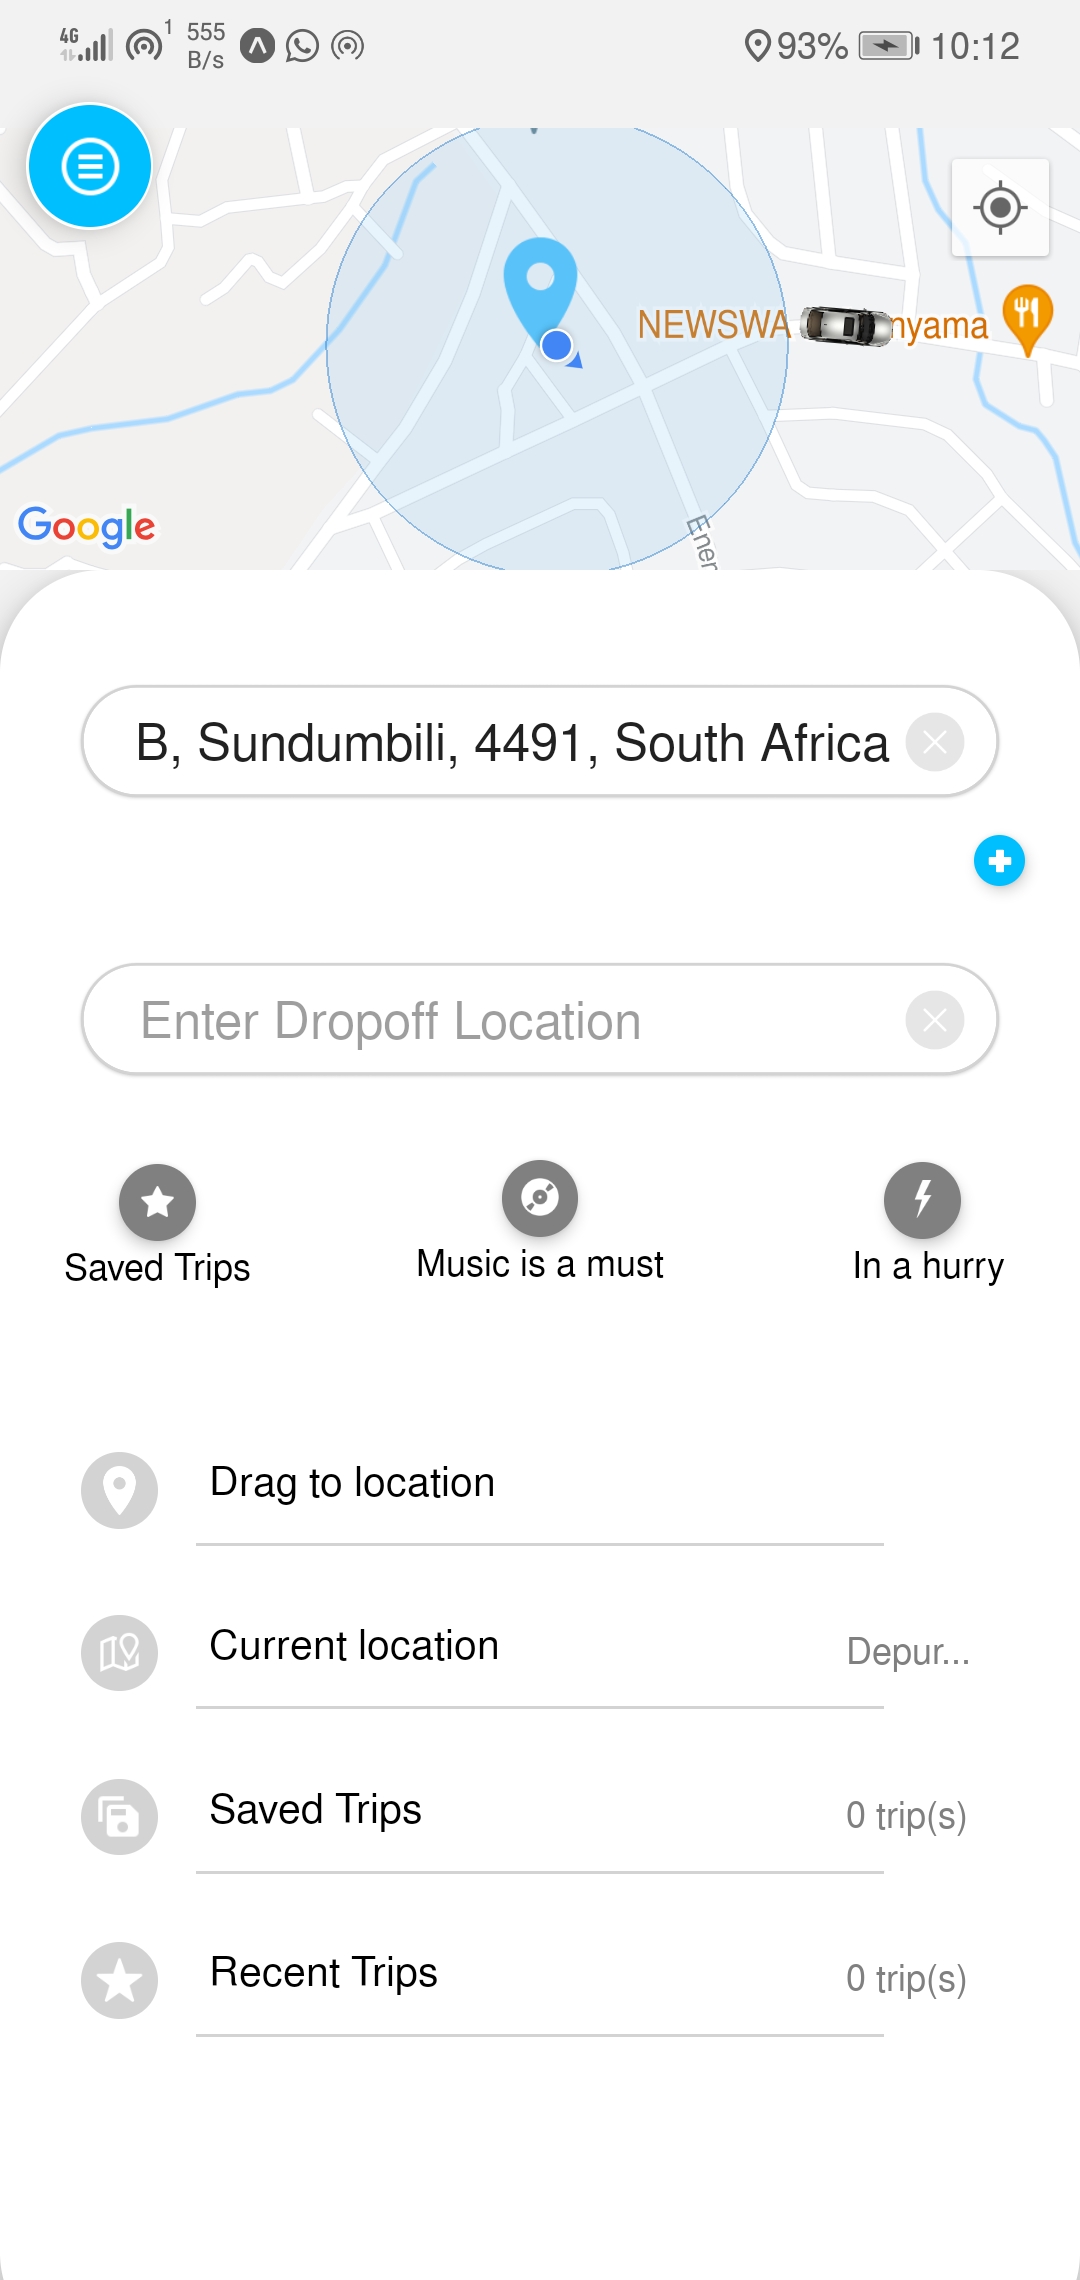 4G 1 555 B/s 93% 10:12
NEWSWA nyama
Google
Ener
B, Sundumbili, 4491, South Africa
Enter Dropoff Location
Saved Trips
Music is a must
In a hurry
Drag to location
Current location
Depur...
Saved Trips
0 trip(s)
Recent Trips
0 trip(s)